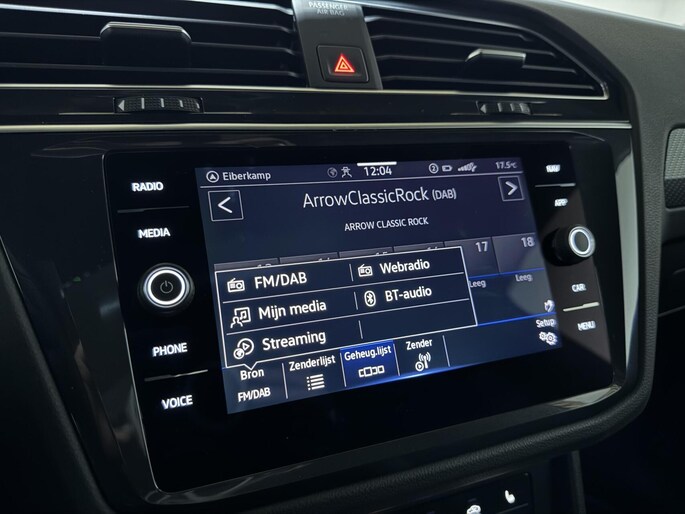 PASSENGER
AIR BAG
RADIO
MEDIA
PHONE
VOICE
Eiberkamp
12:04
17.5°C
ArrowClassicRock (DAB)
ARROW CLASSIC ROCK
17
18
Leeg
Leeg
FM/DAB
Webradio
Mijn media
BT-audio
Streaming
Bron
FM/DAB
Zenderlijst
Geheug.lijst
Zender
Setup
NAV
APP
CAR
MENU